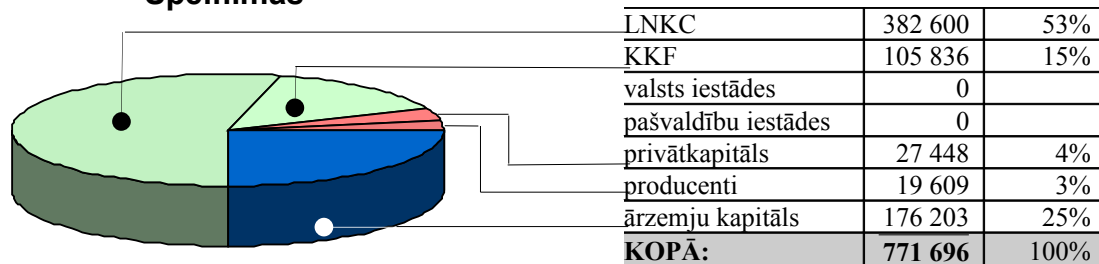 LNKC 382 600 53%
KKF 105 836 15%
valsts iestādes 0
pašvaldību iestādes 0
privātkapitāls 27 448 4%
producenti 19 609 3%
ārzemju kapitāls 176 203 25%
KOPĀ: 771 696 100%